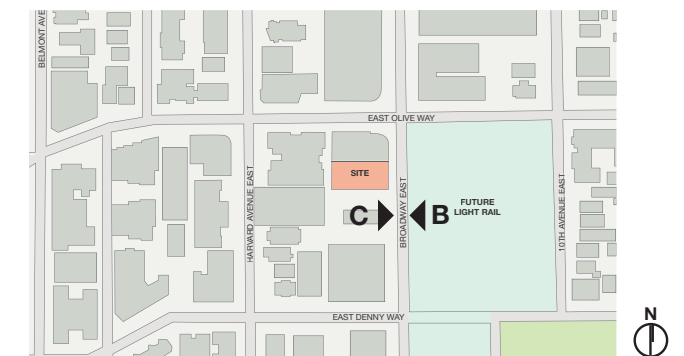 BELMONT AVE
EAST OLIVE WAY
SITE
HARVARD AVENUE EAST
C
BROADWAY EAST
B
FUTURE
LIGHT RAIL
10TH AVENUE EAST
EAST DENNY WAY
N